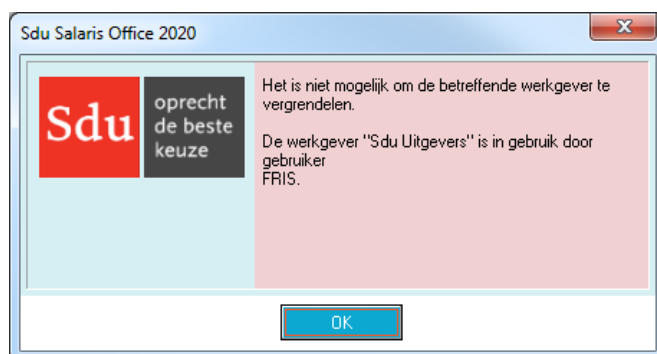 Sdu Salaris Office 2020
X
Sdu
oprecht
de beste
keuze
Het is niet mogelijk om de betreffende werkgever te
vergrendelen.
De werkgever "Sdu Uitgevers" is in gebruik door
gebruiker
FRIS.
OK